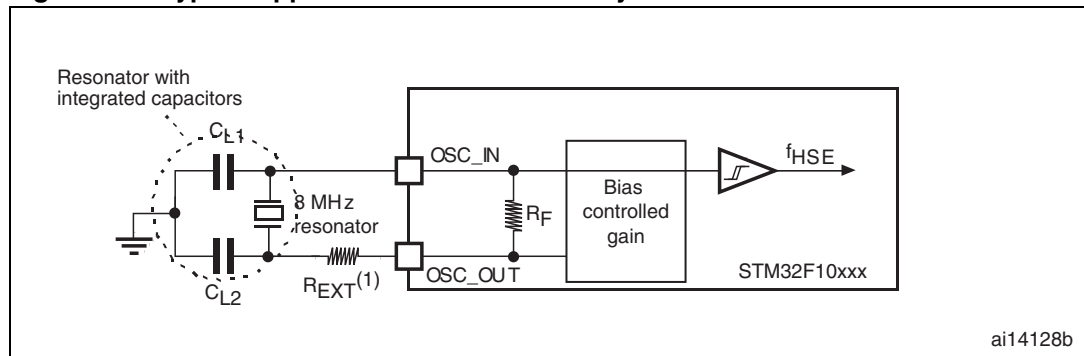 Resonator with
integrated capacitors
CL1
OSC_IN
fHSE
8 MHz
resonator
RF
Bias
controlled
gain
REXT(1)
OSC_OUT
STM32F10xxx
CL2
ai14128b